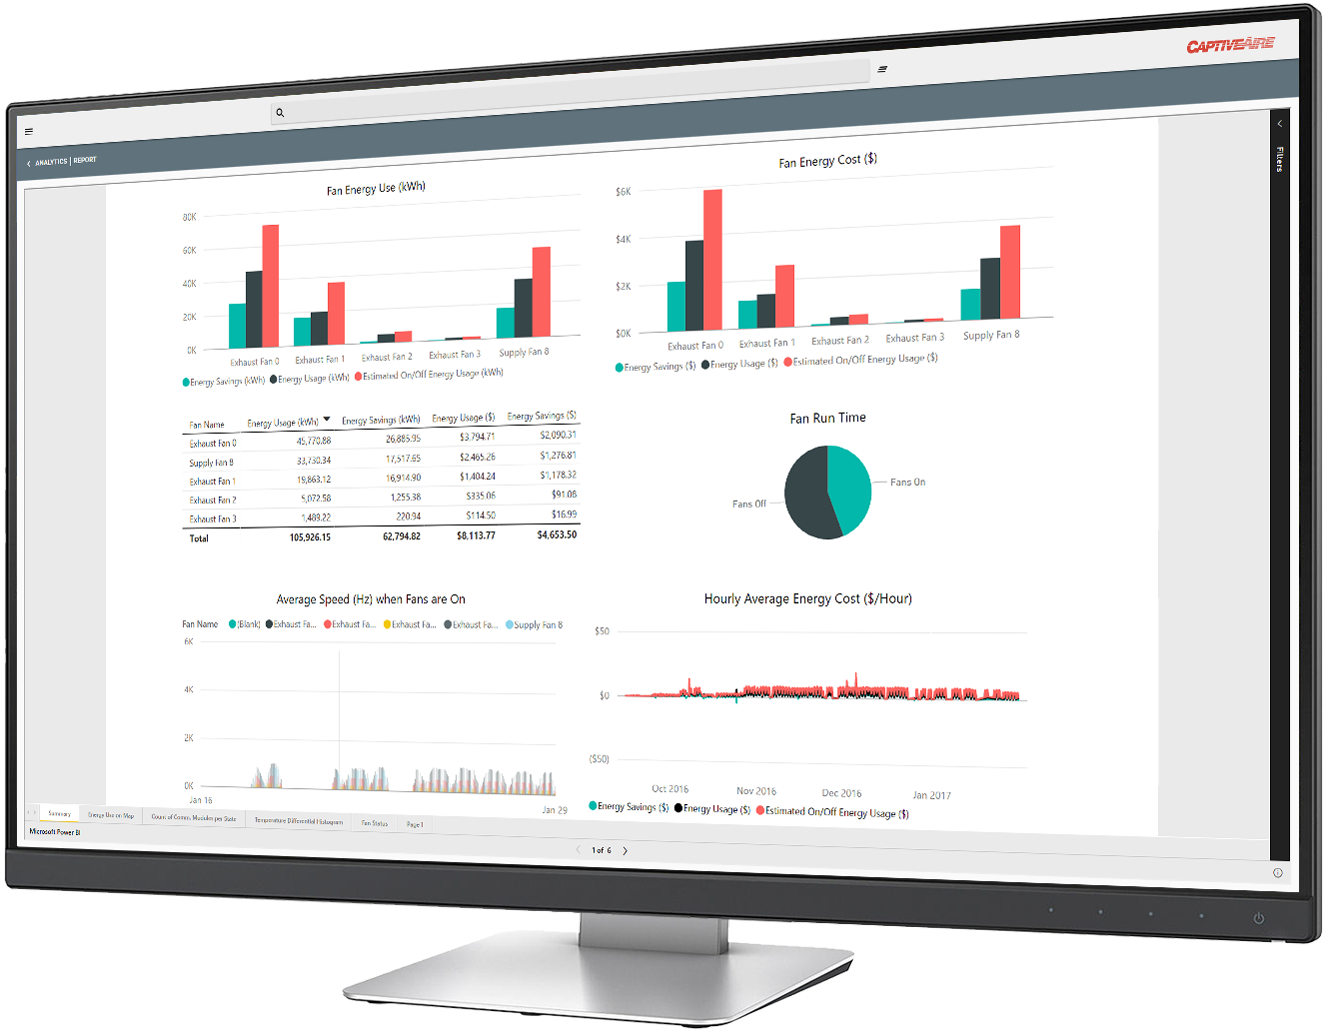 CAPTIVEAIRE
ANALYTICS | REPORT
Filters
Fan Energy Use (kWh)
80K
60K
40K
20K
0K
Exhaust Fan 0 Exhaust Fan 1 Exhaust Fan 2 Exhaust Fan 3 Supply Fan 8
Energy Savings (kWh) Energy Usage (kWh) Estimated On/Off Energy Usage (kWh)
Fan Energy Cost ($)
$6K
$4K
$2K
$0K
Exhaust Fan 0 Exhaust Fan 1 Exhaust Fan 2 Exhaust Fan 3 Supply Fan 8
Energy Savings ($) Energy Usage ($) Estimated On/Off Energy Usage ($)
Fan Name Energy Usage (kWh) Energy Savings (kWh) Energy Usage ($) Energy Savings ($)
Exhaust Fan 0 45,770.88 26,885.95 $3,794.71 $2,090.31
Supply Fan 8 33,730.34 17,517.65 $2,465.26 $1,276.81
Exhaust Fan 1 19,863.12 16,914.90 $1,404.24 $1,178.32
Exhaust Fan 2 5,072.58 1,255.38 $335.06 $91.08
Exhaust Fan 3 1,489.22 220.94 $114.50 $16.99
Total 105,926.15 62,794.82 $8,113.77 $4,653.50
Fan Run Time
Fans On
Fans Off
Average Speed (Hz) when Fans are On
Fan Name (Blank) Exhaust Fa... Exhaust Fa... Exhaust Fa... Exhaust Fa... Supply Fan 8
6K
4K
2K
0K
Jan 16 Jan 29
Hourly Average Energy Cost ($/Hour)
$50
$0
($50)
Oct 2016 Nov 2016 Dec 2016 Jan 2017
Energy Savings ($) Energy Usage ($) Estimated On/Off Energy Usage ($)
Summary Energy Use on Map Count of Comm. Modules per State Temperature Differential Histogram Fan Status Page 1
Microsoft Power BI
1 of 6